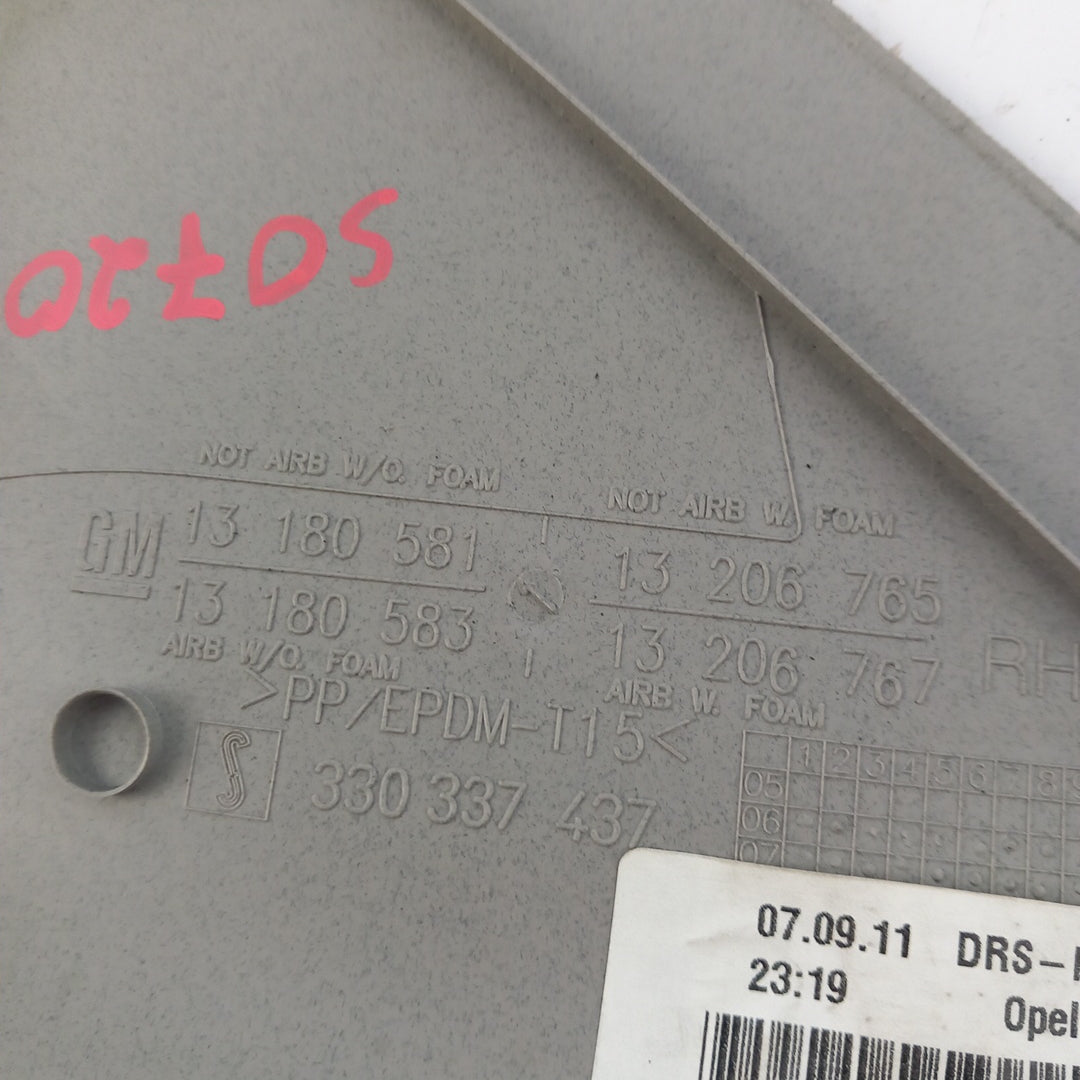 50720
NOT AIRB W/O. FOAM
NOT AIRB W. FOAM
GM 13 180 581 | 13 206 765
13 180 583 | 13 206 767 RH
AIRB W/O. FOAM
AIRB W. FOAM
>PP/EPDM-T15<
S 330 337 437
1 2 3 4 5 6 7 8 9
05
06
07
07.09.11 DRS-
23:19
Opel